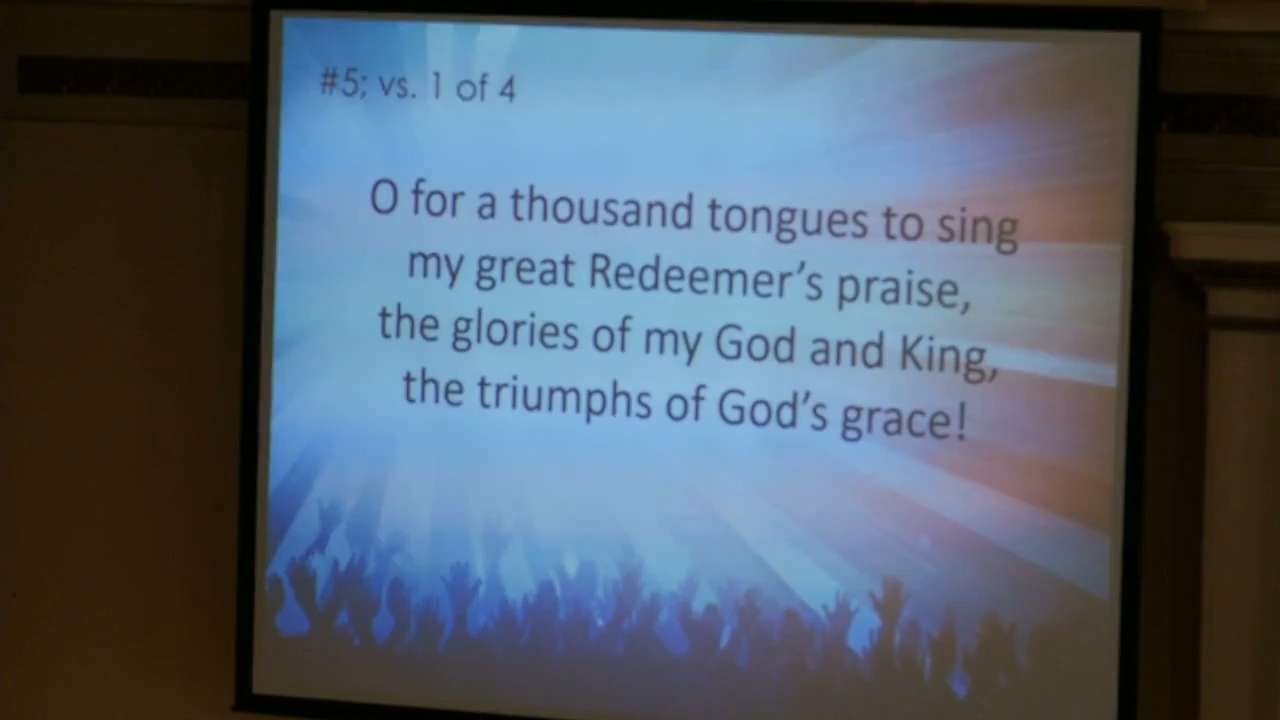 #5; vs. 1 of 4
O for a thousand tongues to sing
my great Redeemer's praise,
the glories of my God and King,
the triumphs of God's grace!